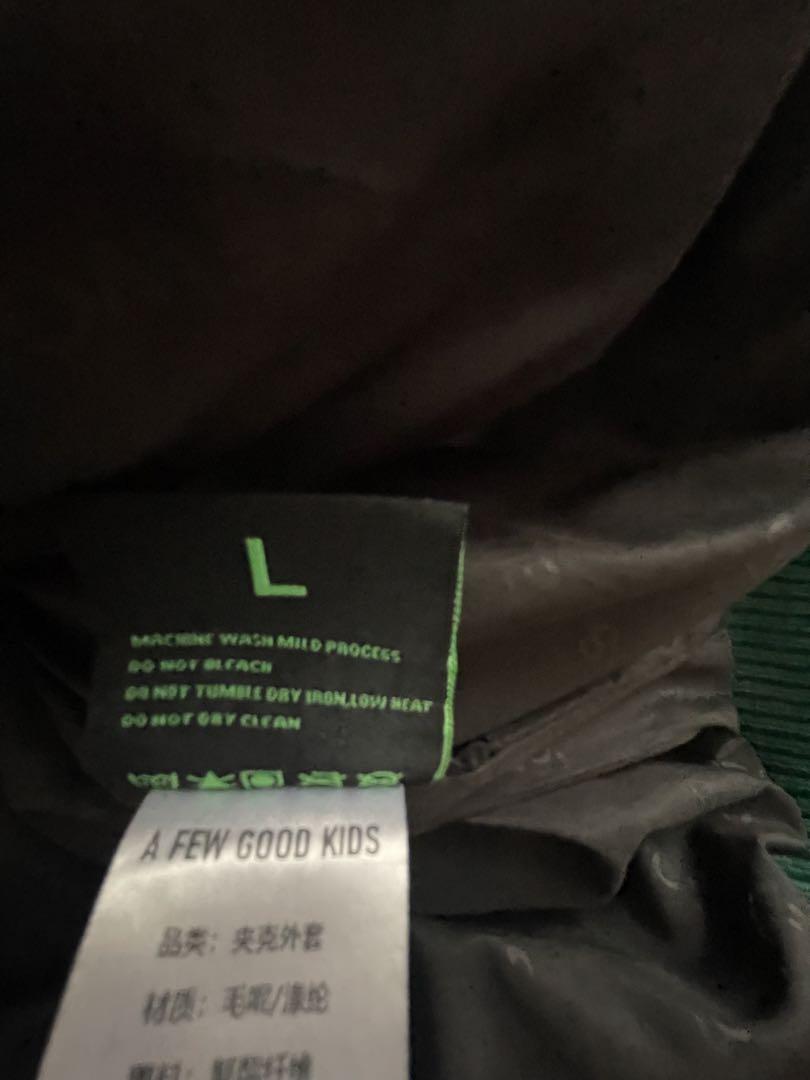 L
MACHINE WASH MILD PROCESS
DO NOT BLEACH
DO NOT TUMBLE DRY IRON,LOW HEAT
DO NOT DRY CLEAN
A FEW GOOD KIDS
品类：夹克外套
材质：毛呢/涤纶